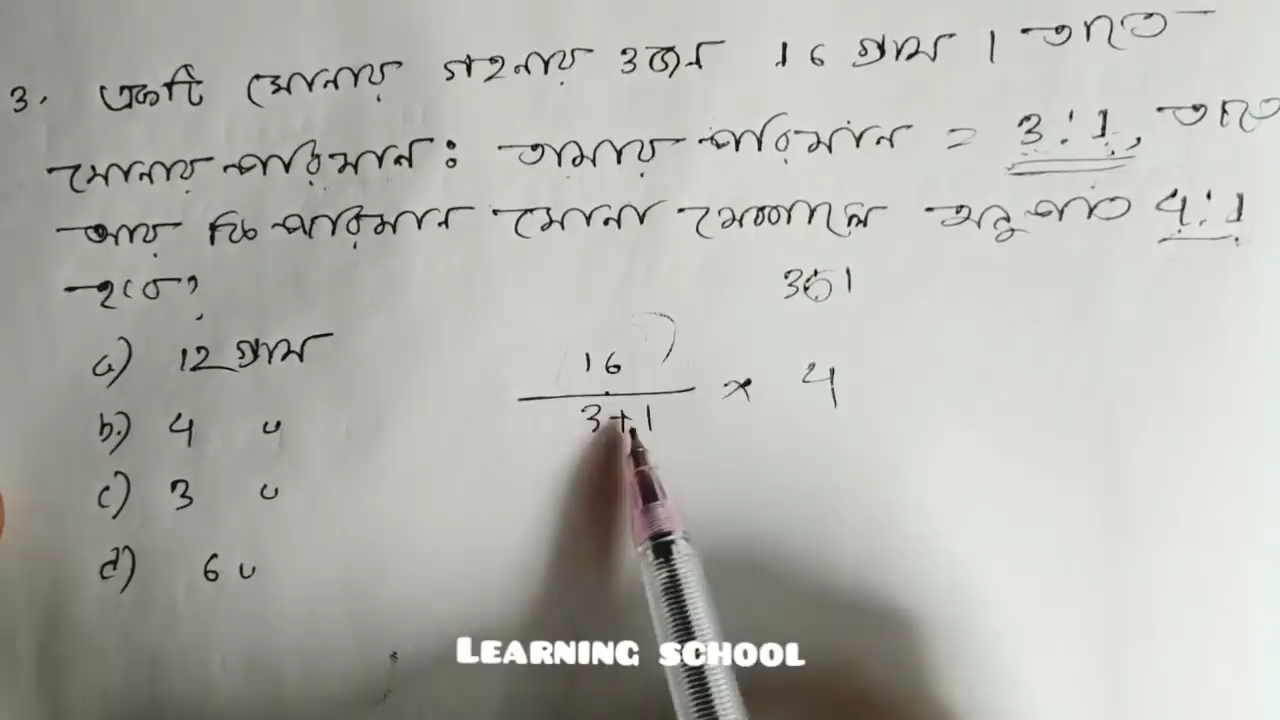 3. একটি সোনার গহনার ওজন 16 গ্রাম । তাতে
সোনার পরিমান : তামার পরিমান = 3:1, তাতে
আর কি পরিমান সোনা মেশালে অনুপাত 4:1
হবে?
351
a) 12 গ্রাম
16
3+1
× 4
b) 4 "
c) 3 "
d) 6 "
LEARNING SCHOOL